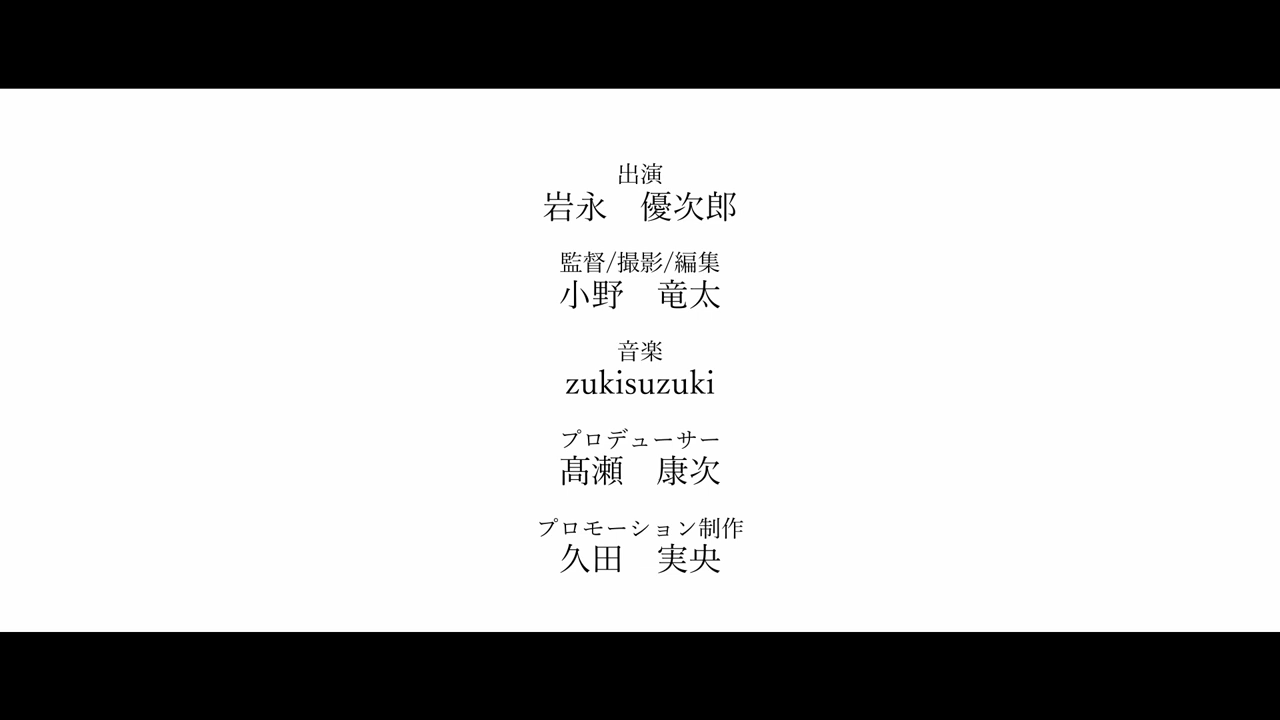 出演
岩永　優次郎
監督/撮影/編集
小野　竜太
音楽
zukisuzuki
プロデューサー
髙瀬　康次
プロモーション制作
久田　実央